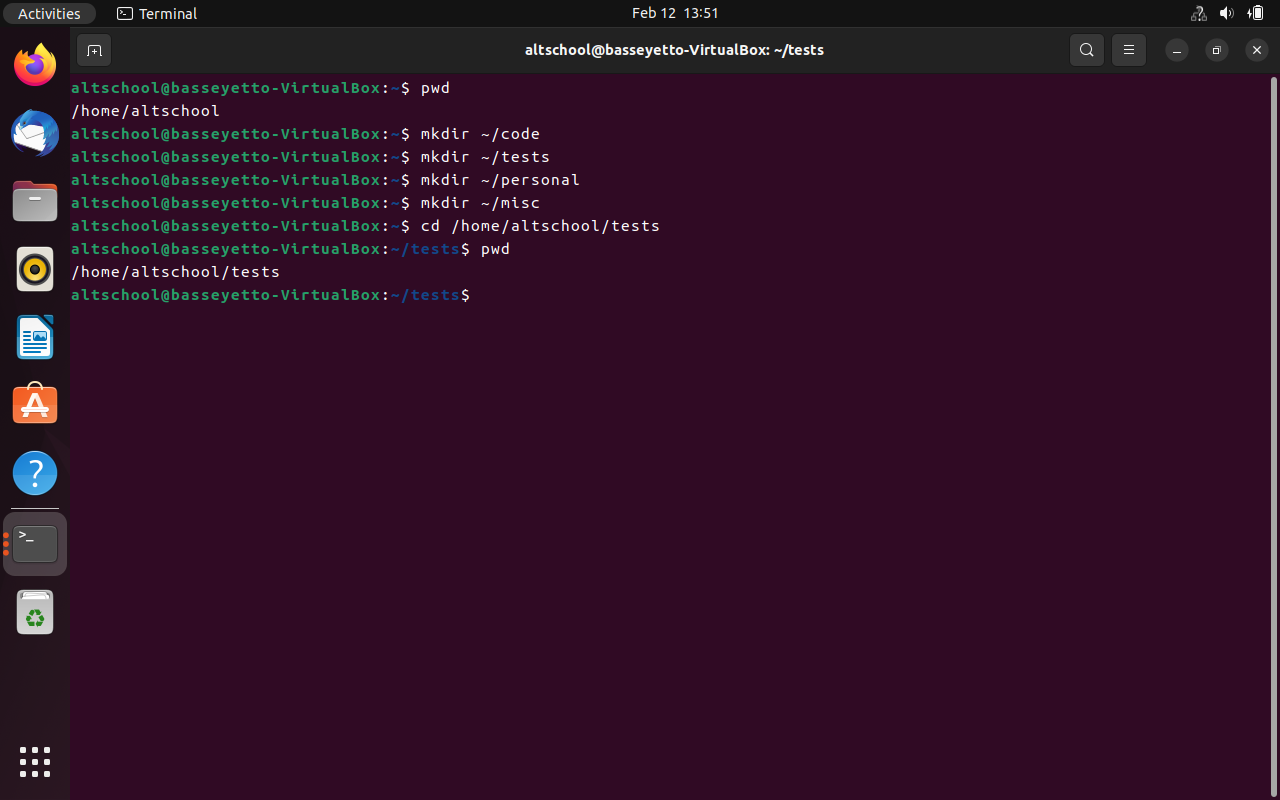 Activities Terminal Feb 12 13:51
altschool@basseyetto-VirtualBox: ~/tests
altschool@basseyetto-VirtualBox:~$ pwd
/home/altschool
altschool@basseyetto-VirtualBox:~$ mkdir ~/code
altschool@basseyetto-VirtualBox:~$ mkdir ~/tests
altschool@basseyetto-VirtualBox:~$ mkdir ~/personal
altschool@basseyetto-VirtualBox:~$ mkdir ~/misc
altschool@basseyetto-VirtualBox:~$ cd /home/altschool/tests
altschool@basseyetto-VirtualBox:~/tests$ pwd
/home/altschool/tests
altschool@basseyetto-VirtualBox:~/tests$